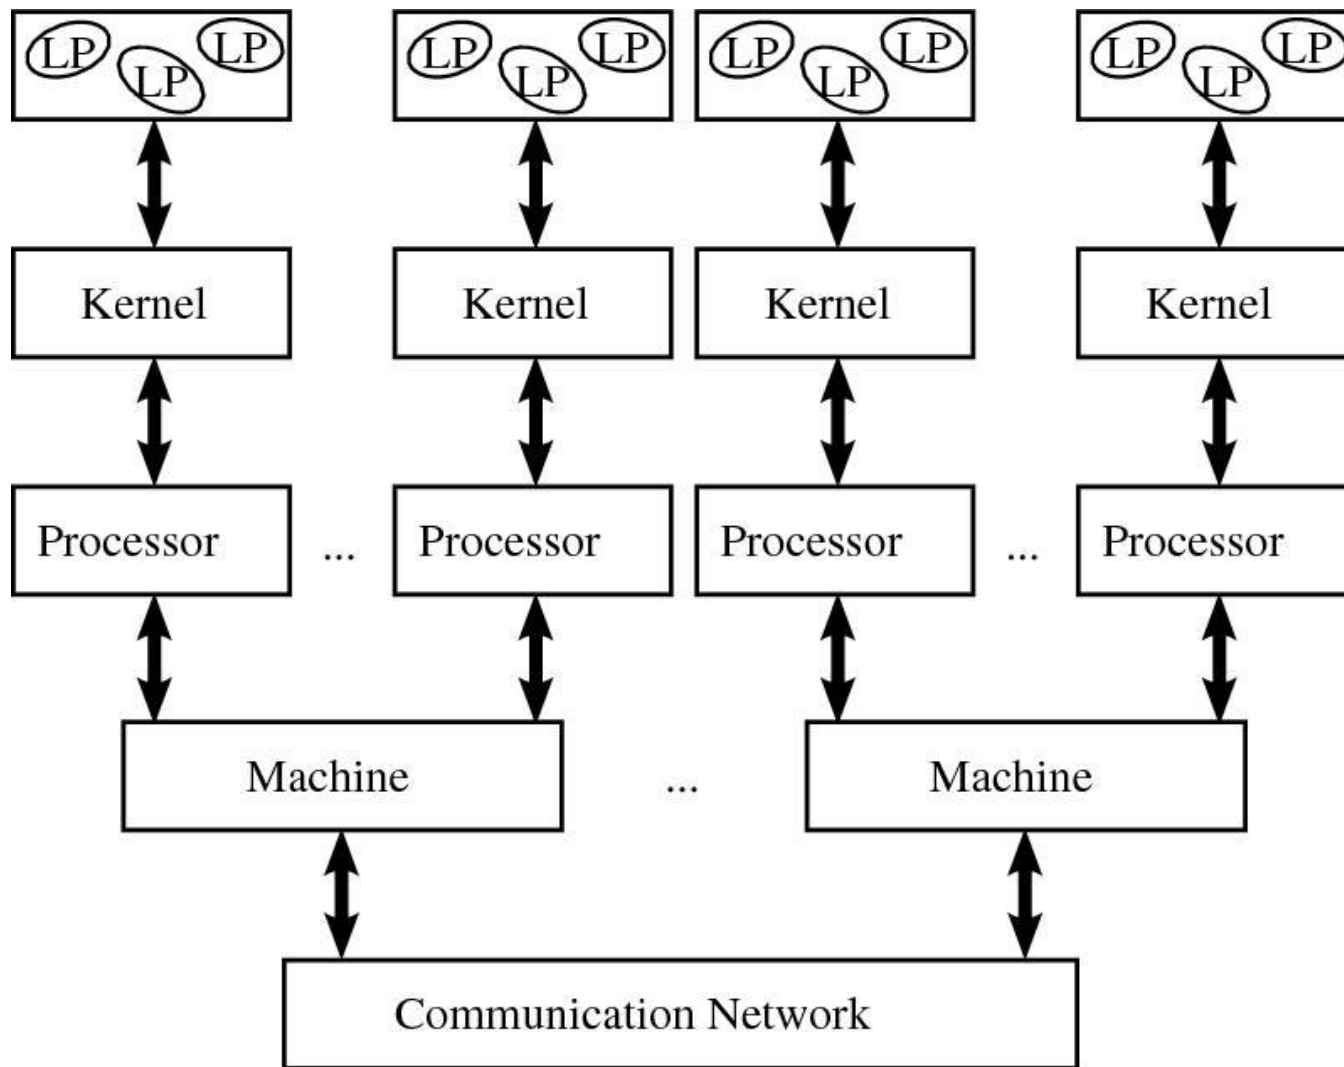 LP LP LP LP LP LP LP LP LP LP LP LP
Kernel Kernel Kernel Kernel
Processor ... Processor Processor ... Processor
Machine ... Machine
Communication Network